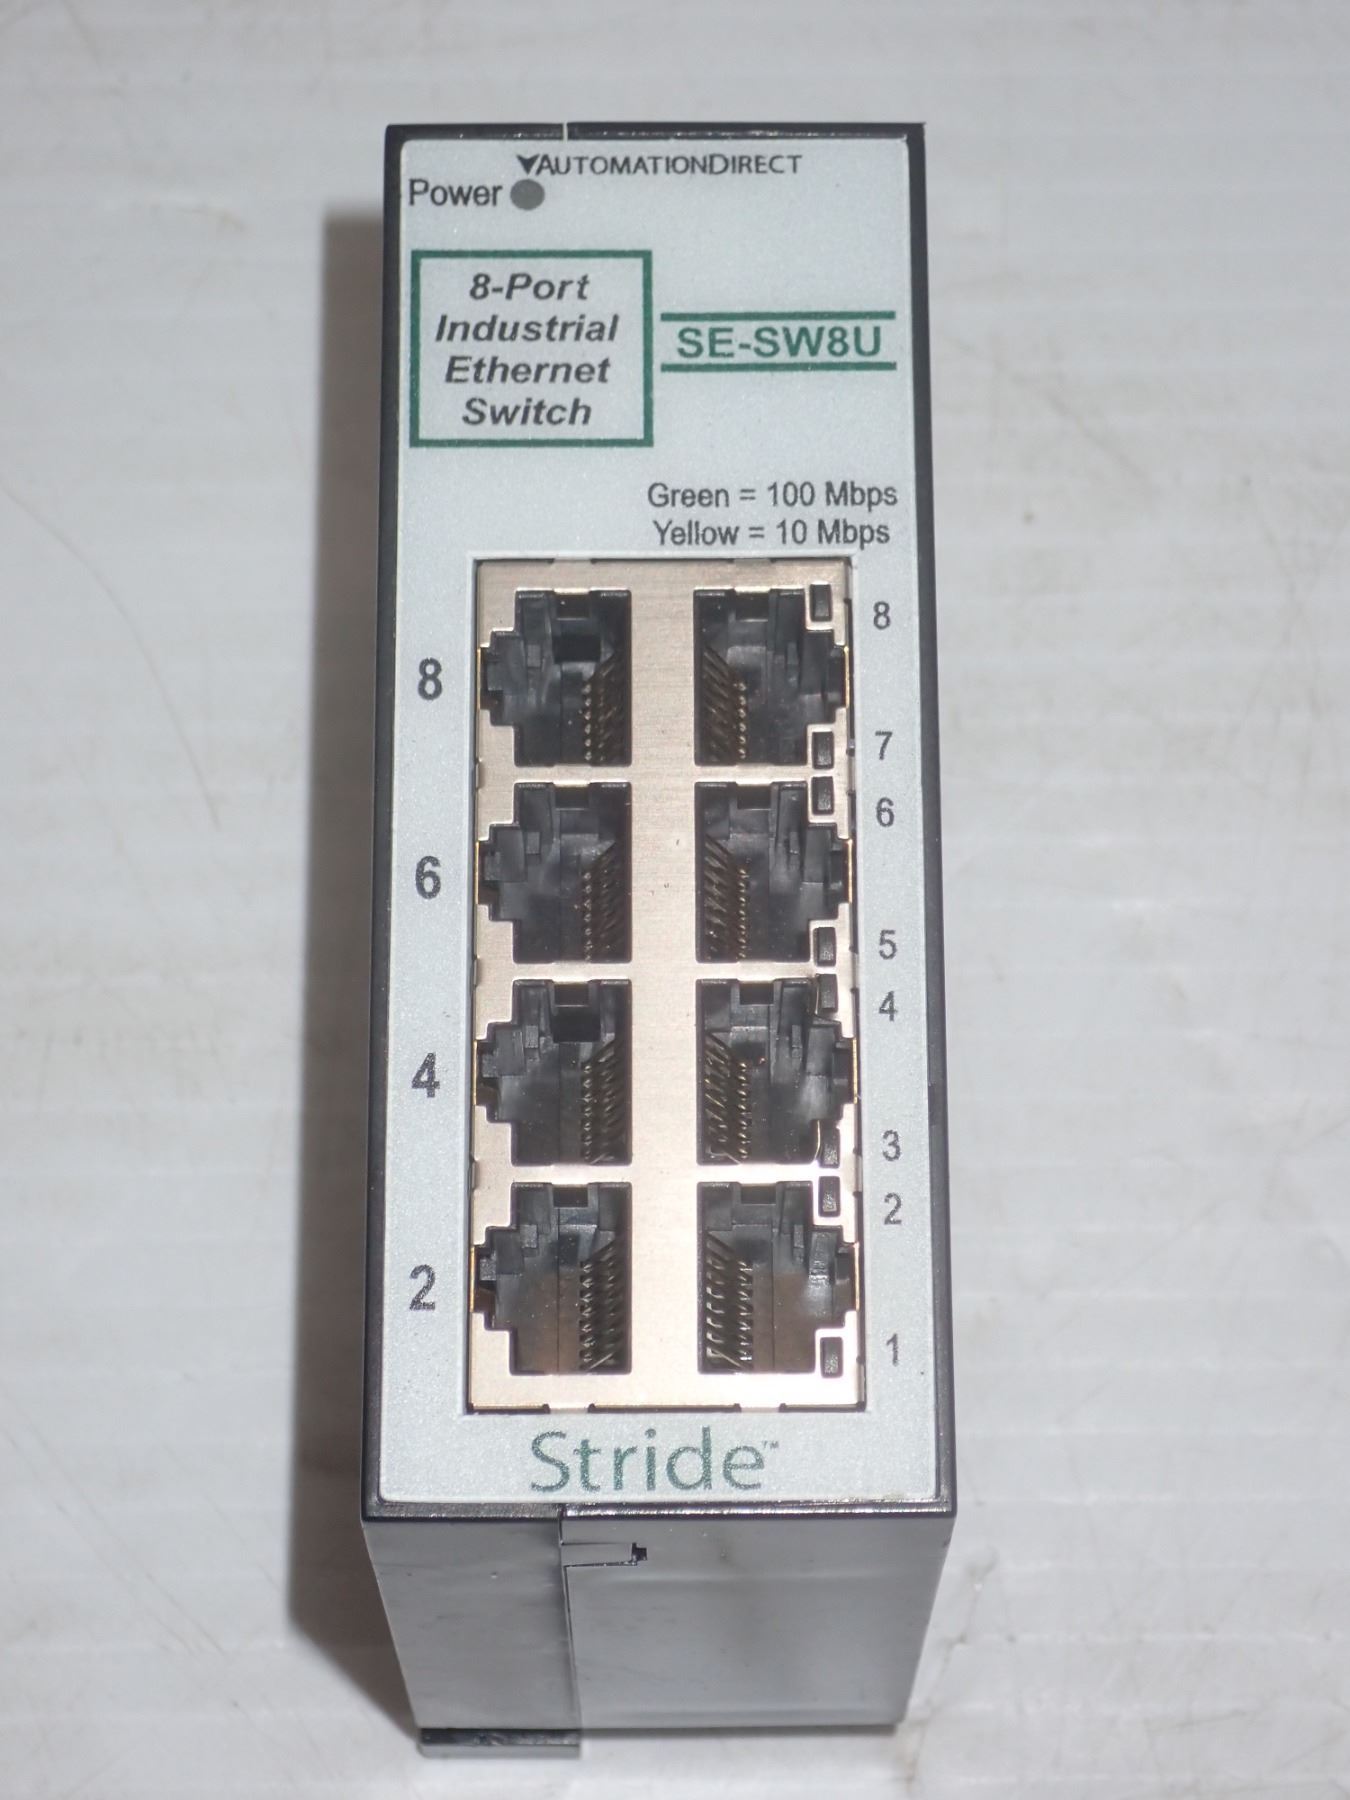 AUTOMATIONDIRECT
Power
8-Port
Industrial
Ethernet
Switch
SE-SW8U
Green = 100 Mbps
Yellow = 10 Mbps
8
8
7
6
6
5
4
4
3
2
2
1
Stride™